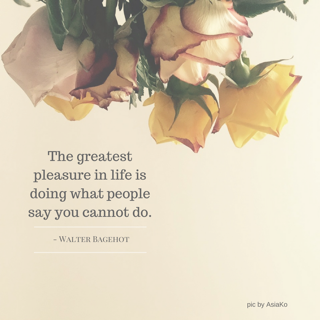 The greatest
pleasure in life is
doing what people
say you cannot do.
- Walter Bagehot
pic by AsiaKo